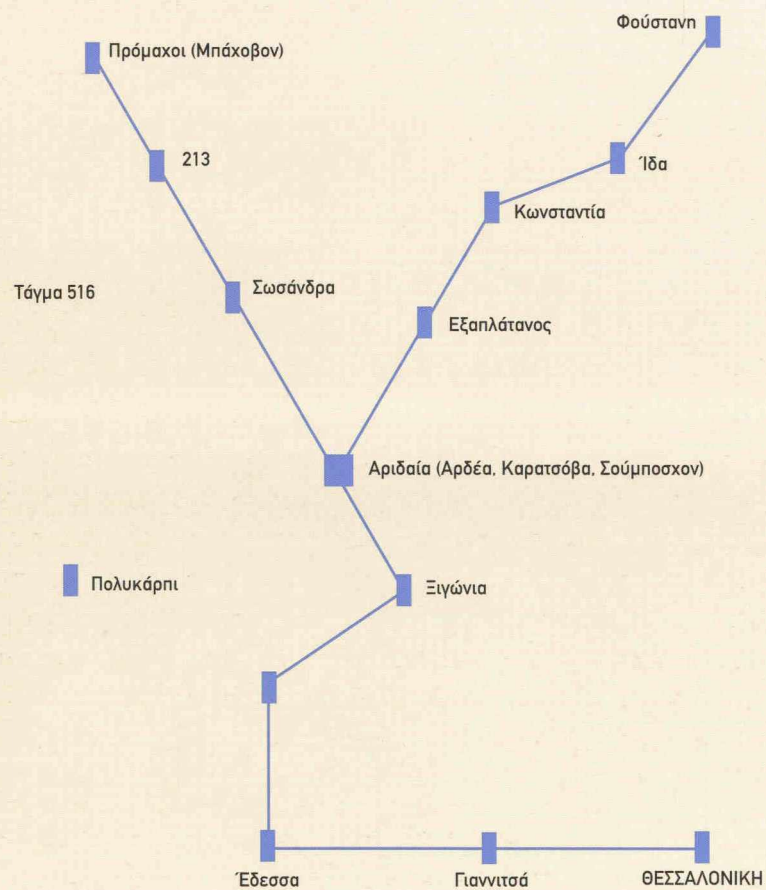 Φούστανη
Πρόμαχοι (Μπάχοβον)
213
Ίδα
Κωνσταντία
Τάγμα 516
Σωσάνδρα
Εξαπλάτανος
Αριδαία (Αρδέα, Καρατσόβα, Σούμποσχον)
Πολυκάρπι
Ξιγώνια
Έδεσσα
Γιαννιτσά
ΘΕΣΣΑΛΟΝΙΚΗ